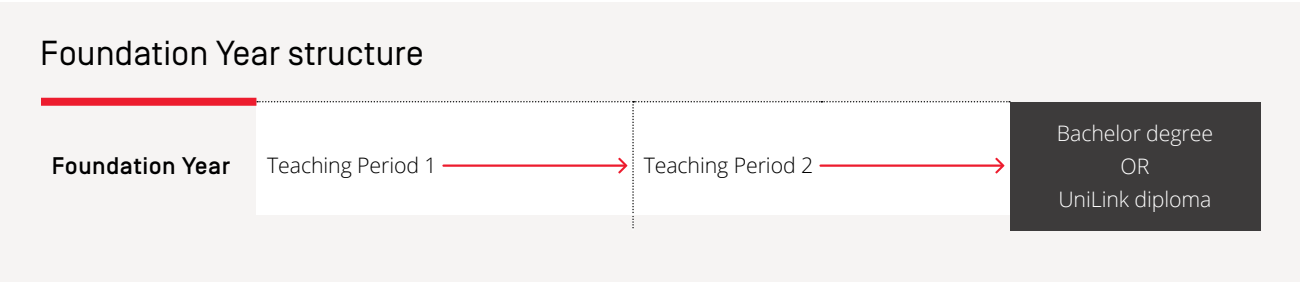 Foundation Year structure
Foundation Year
Teaching Period 1
Teaching Period 2
Bachelor degree
OR
UniLink diploma